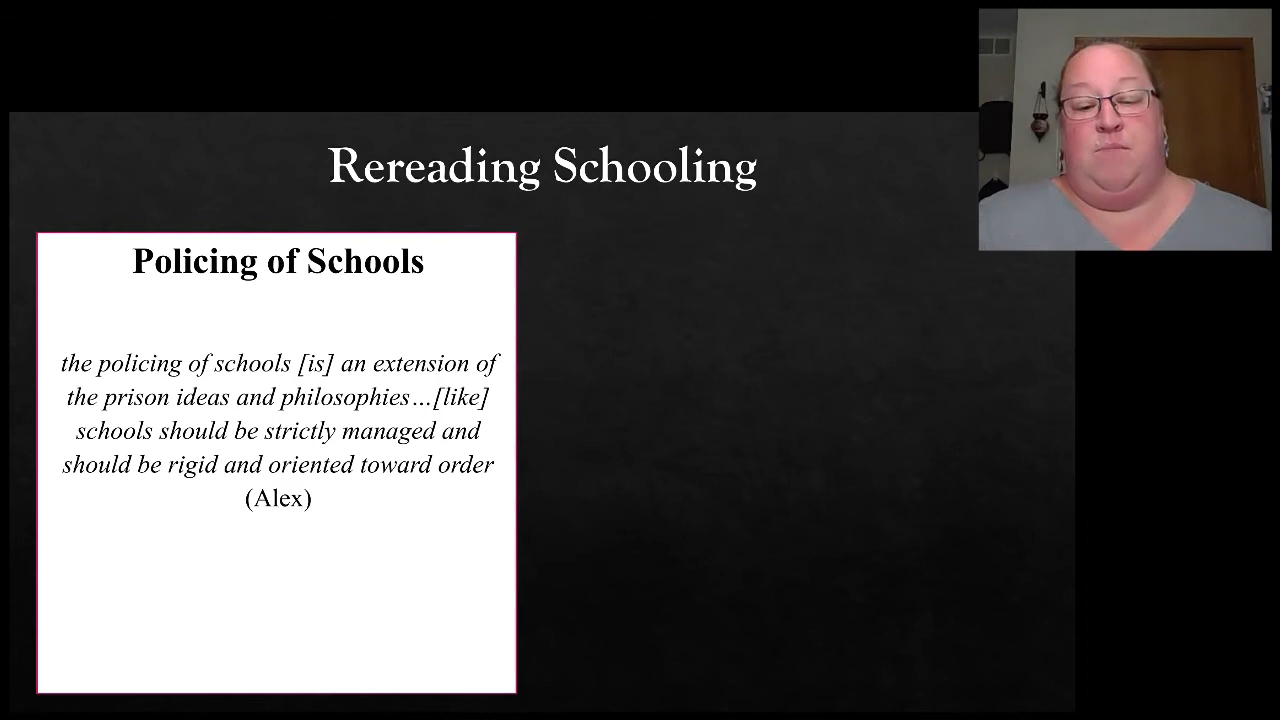 Rereading Schooling
Policing of Schools
the policing of schools [is] an extension of
the prison ideas and philosophies…[like]
schools should be strictly managed and
should be rigid and oriented toward order
(Alex)